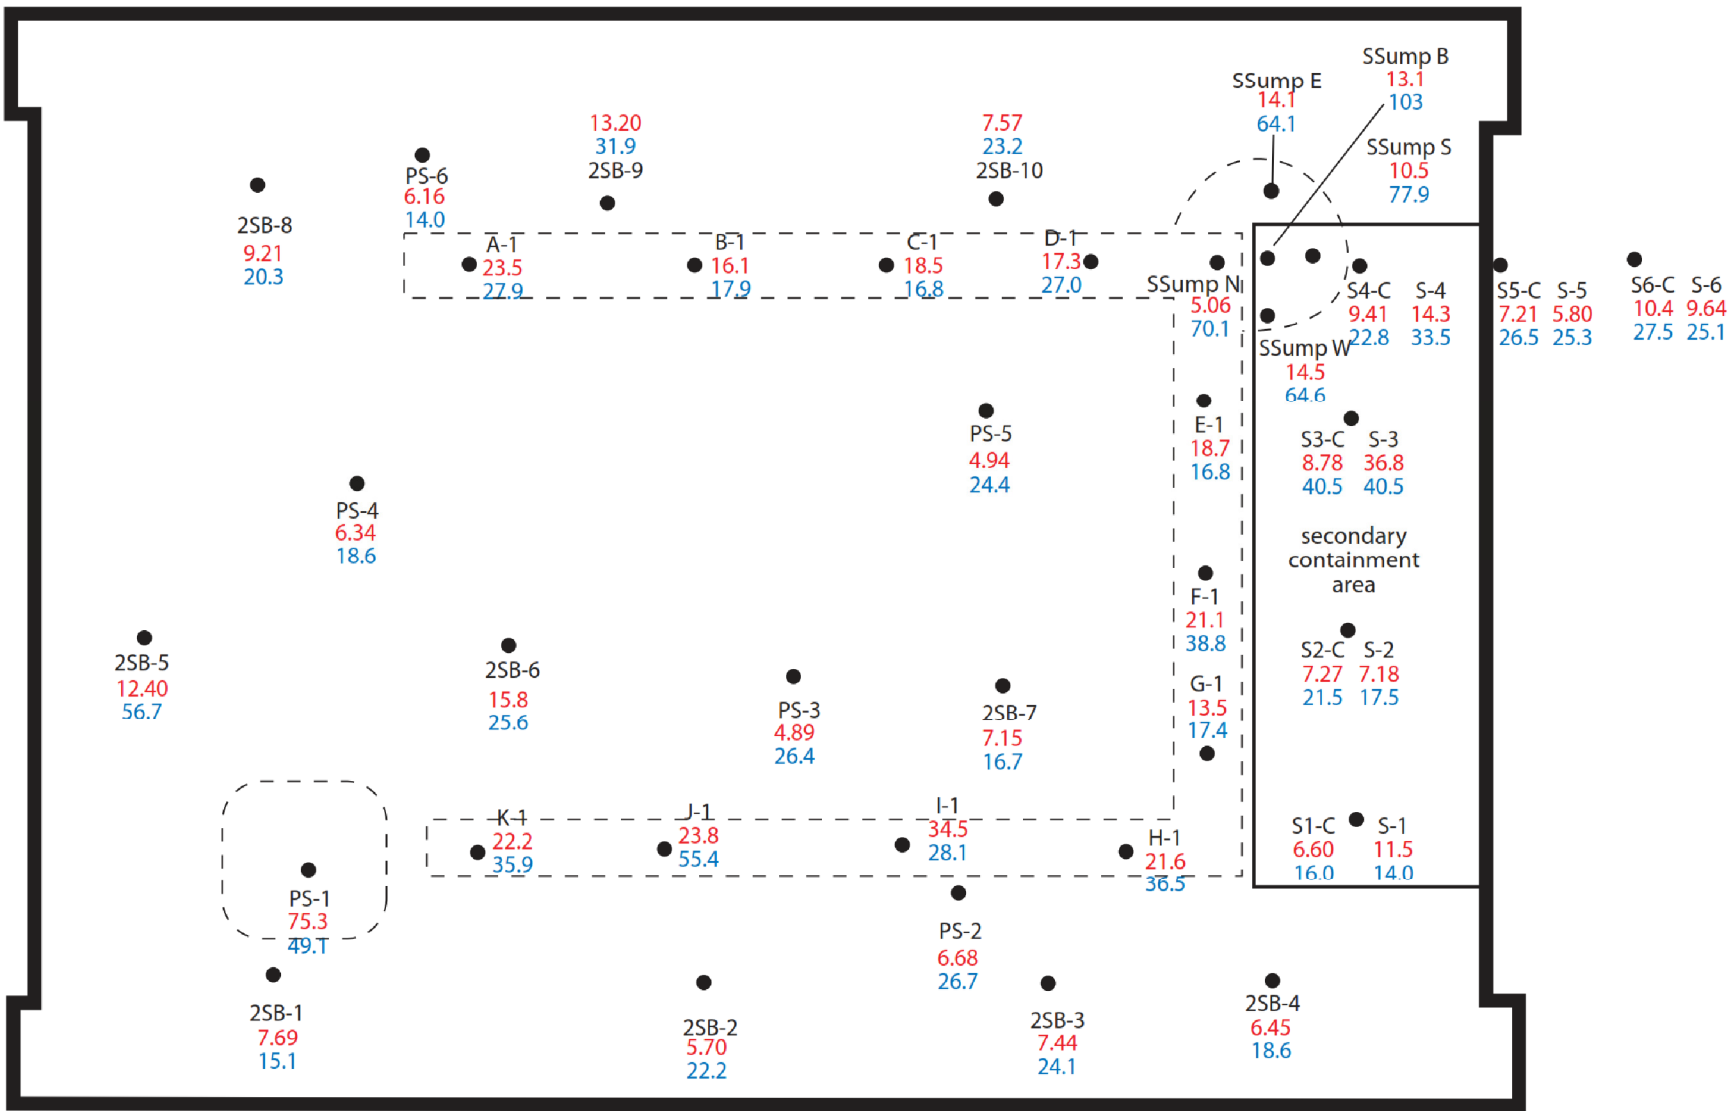 SSump B
13.1
103
SSump E
14.1
64.1
SSump S
10.5
77.9
13.20
31.9
2SB-9
7.57
23.2
2SB-10
PS-6
6.16
14.0
2SB-8
9.21
20.3
A-1
23.5
27.9
B-1
16.1
17.9
C-1
18.5
16.8
D-1
17.3
27.0
SSump N
5.06
70.1
S4-C S-4
9.41 14.3
22.8 33.5
S5-C S-5
7.21 5.80
26.5 25.3
S6-C S-6
10.4 9.64
27.5 25.1
SSump W
14.5
64.6
PS-5
4.94
24.4
E-1
18.7
16.8
S3-C S-3
8.78 36.8
40.5 40.5
PS-4
6.34
18.6
secondary
containment
area
F-1
21.1
38.8
2SB-5
12.40
56.7
2SB-6
15.8
25.6
PS-3
4.89
26.4
2SB-7
7.15
16.7
G-1
13.5
17.4
S2-C S-2
7.27 7.18
21.5 17.5
K-1
22.2
35.9
J-1
23.8
55.4
I-1
34.5
28.1
H-1
21.6
36.5
S1-C S-1
6.60 11.5
16.0 14.0
PS-1
75.3
49.1
PS-2
6.68
26.7
2SB-1
7.69
15.1
2SB-2
5.70
22.2
2SB-3
7.44
24.1
2SB-4
6.45
18.6